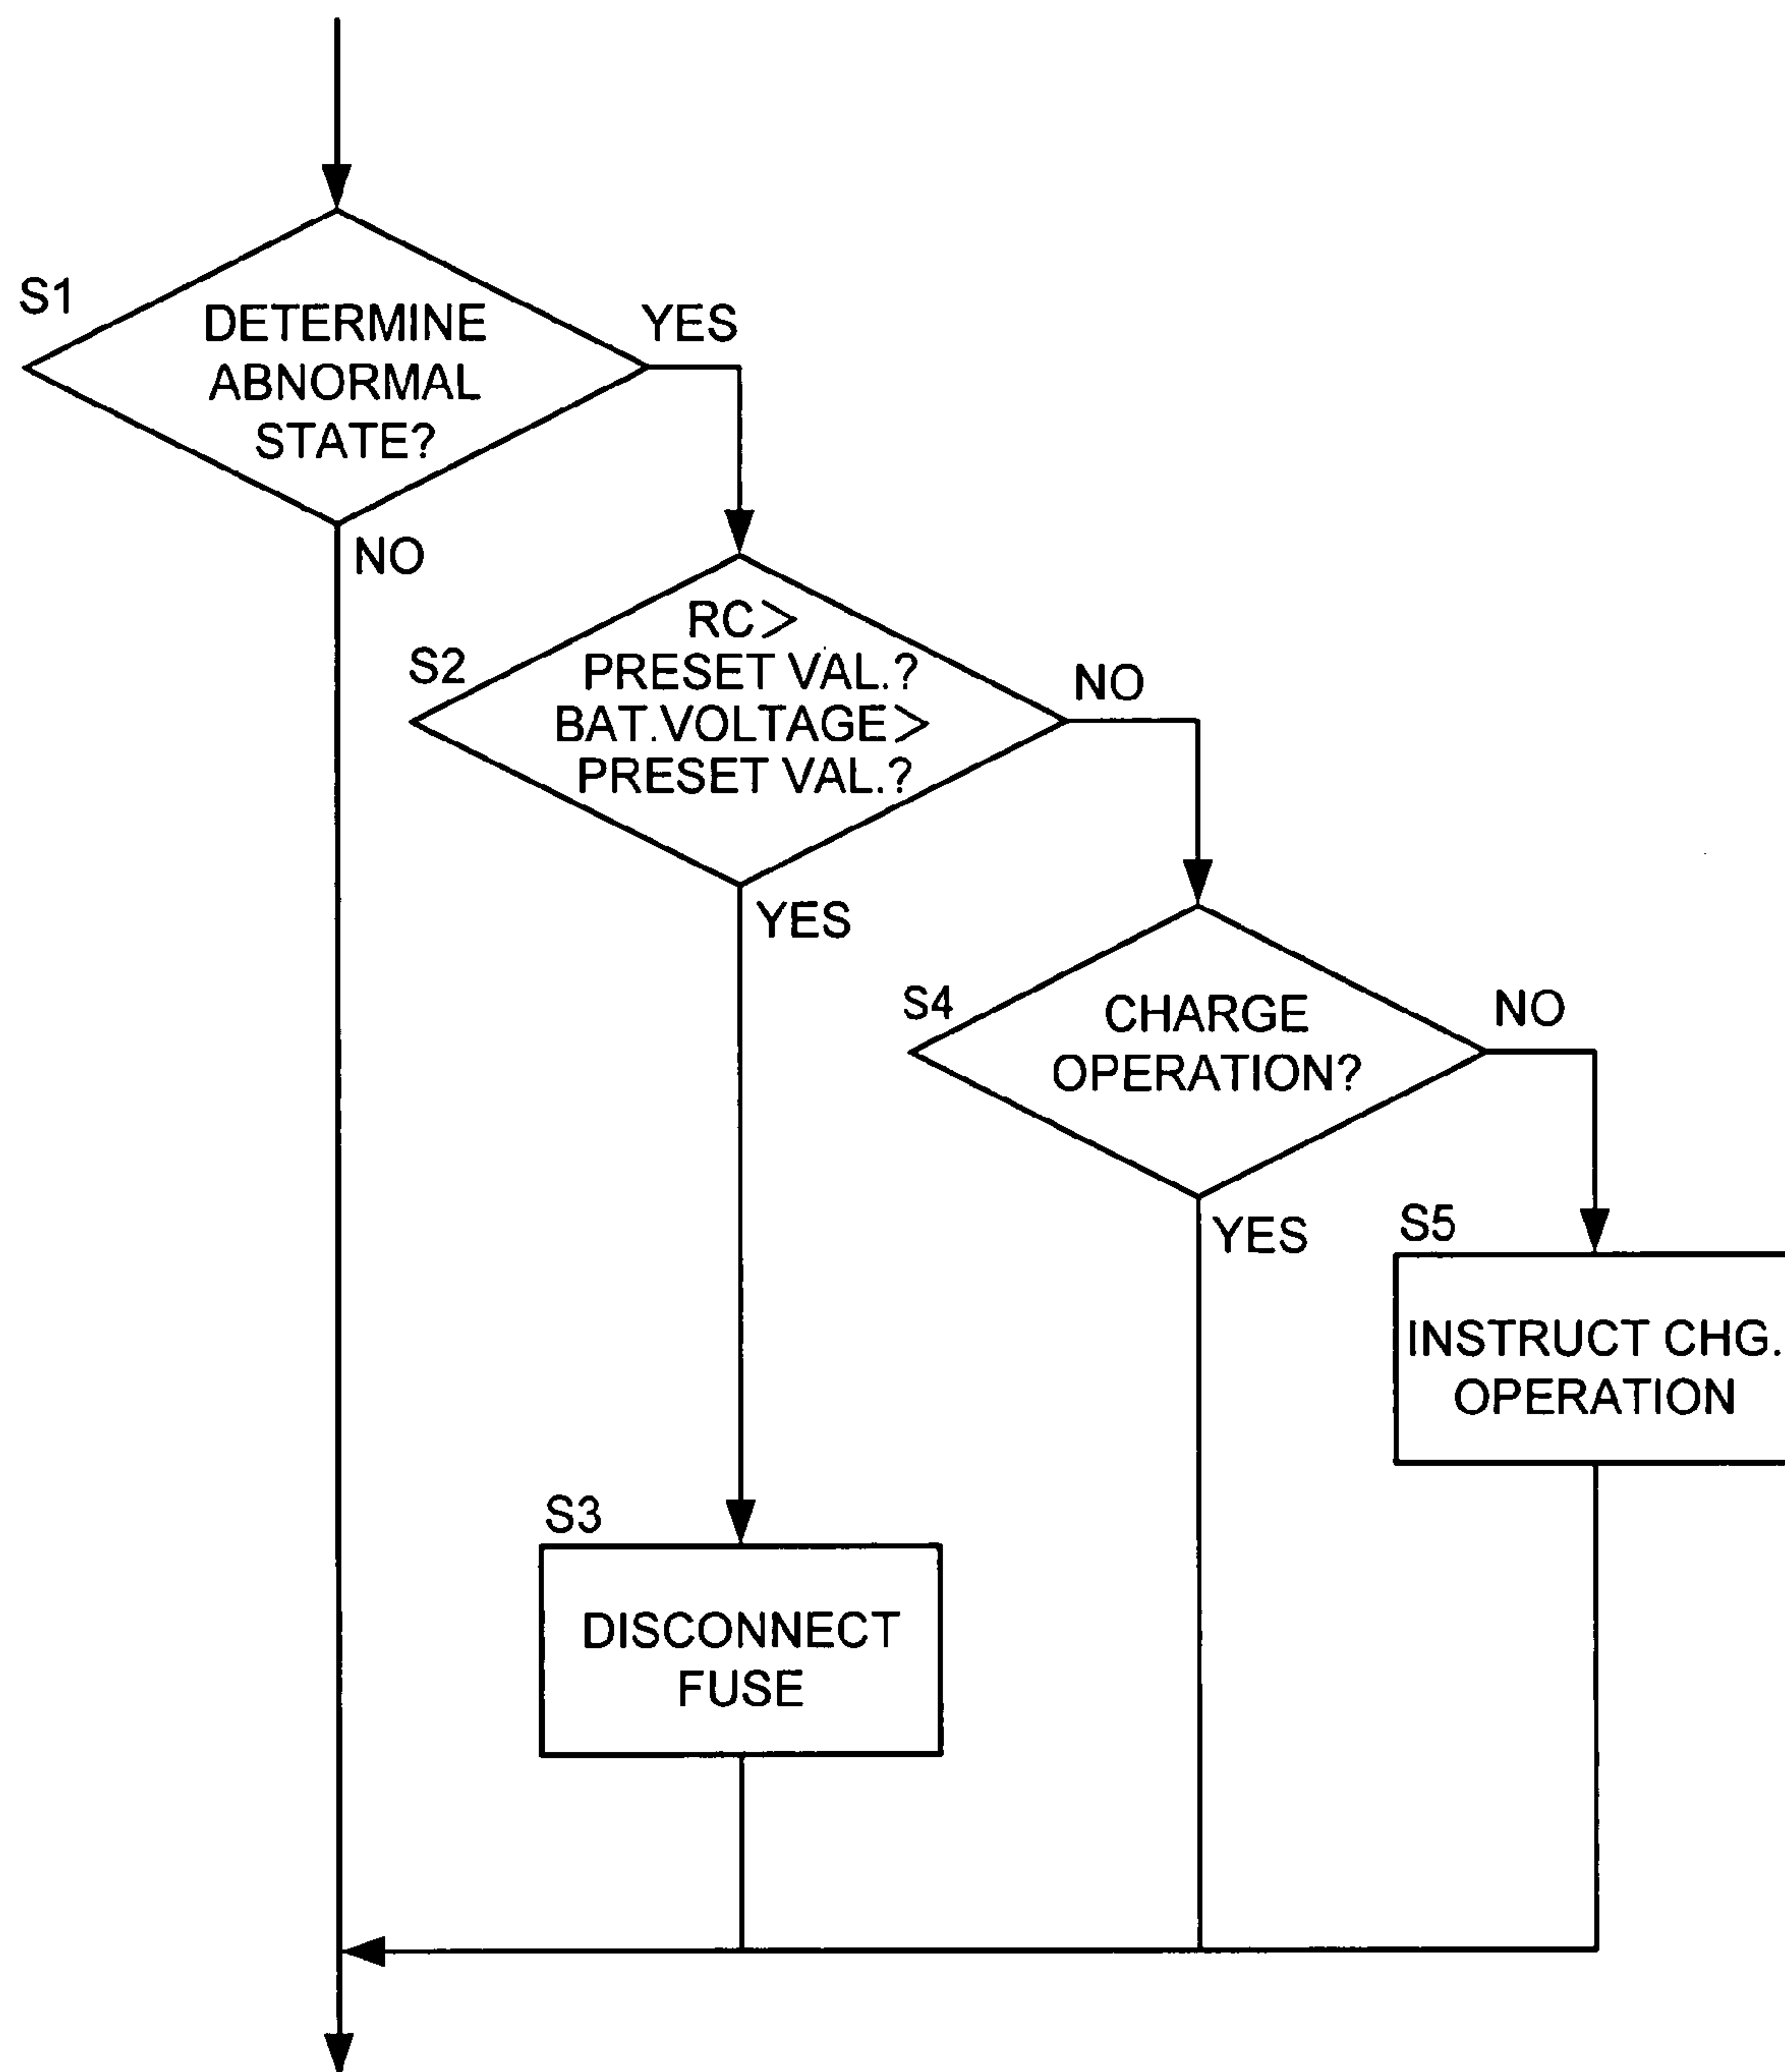 S1
DETERMINE
ABNORMAL
STATE?
YES
NO
S2
RC>
PRESET VAL.?
BAT.VOLTAGE>
PRESET VAL.?
NO
YES
S4
CHARGE
OPERATION?
NO
YES
S5
INSTRUCT CHG.
OPERATION
S3
DISCONNECT
FUSE